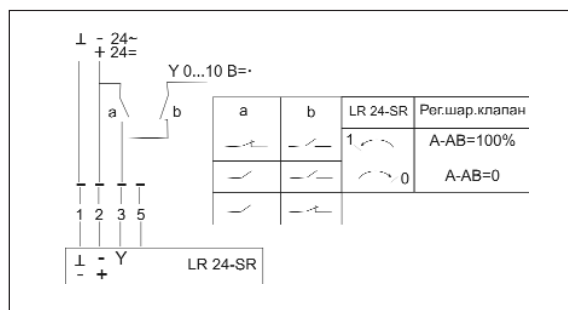 ⊥ - 24~
+ 24=
Y 0...10 В=·
a b
a b LR 24-SR Рег.шар.клапан
1 A-AB=100%
0 A-AB=0
1 2 3 5
⊥ - Y LR 24-SR
- +